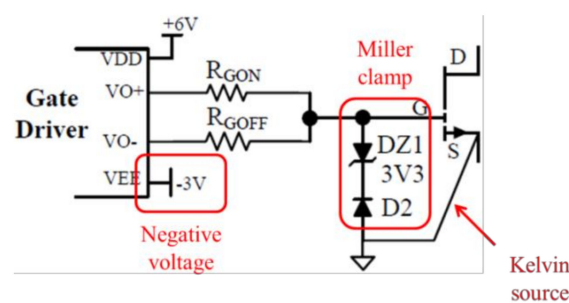 +6V
VDD
Miller
clamp
D
RGON
VO+
Gate
Driver
G
RGOFF
VO-
DZ1
3V3
S
VEE
-3V
D2
Negative
voltage
Kelvin
source